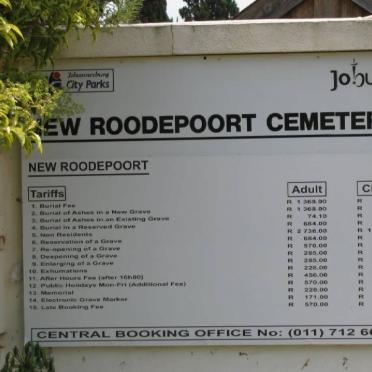 Johannesburg
City Parks
Jobu
NEW ROODEPOORT CEMETER
NEW ROODEPOORT
Tariffs Adult C
1. Burial Fee R 1 368.00 R
2. Burial of Ashes in a New Grave R 1 368.00 R
3. Burial of Ashes in an Existing Grave R 74.10 R
4. Burial in a Reserved Grave R 684.00 R
5. Non Residents R 2 736.00 R 1
6. Reservation of a Grave R 684.00 R
7. Re-opening of a Grave R 570.00 R
8. Deepening of a Grave R 285.00 R
9. Enlarging of a Grave R 285.00 R
10. Exhumations R 228.00 R
11. After Hours Fee (after 16h80) R 456.00 R
12. Public Holidays Mon-Fri (Additional Fee) R 570.00 R
13. Memorial R 228.00 R
14. Electronic Grave Marker R 171.00 R
15. Late Booking Fee R 570.00 R
CENTRAL BOOKING OFFICE No: (011) 712 66